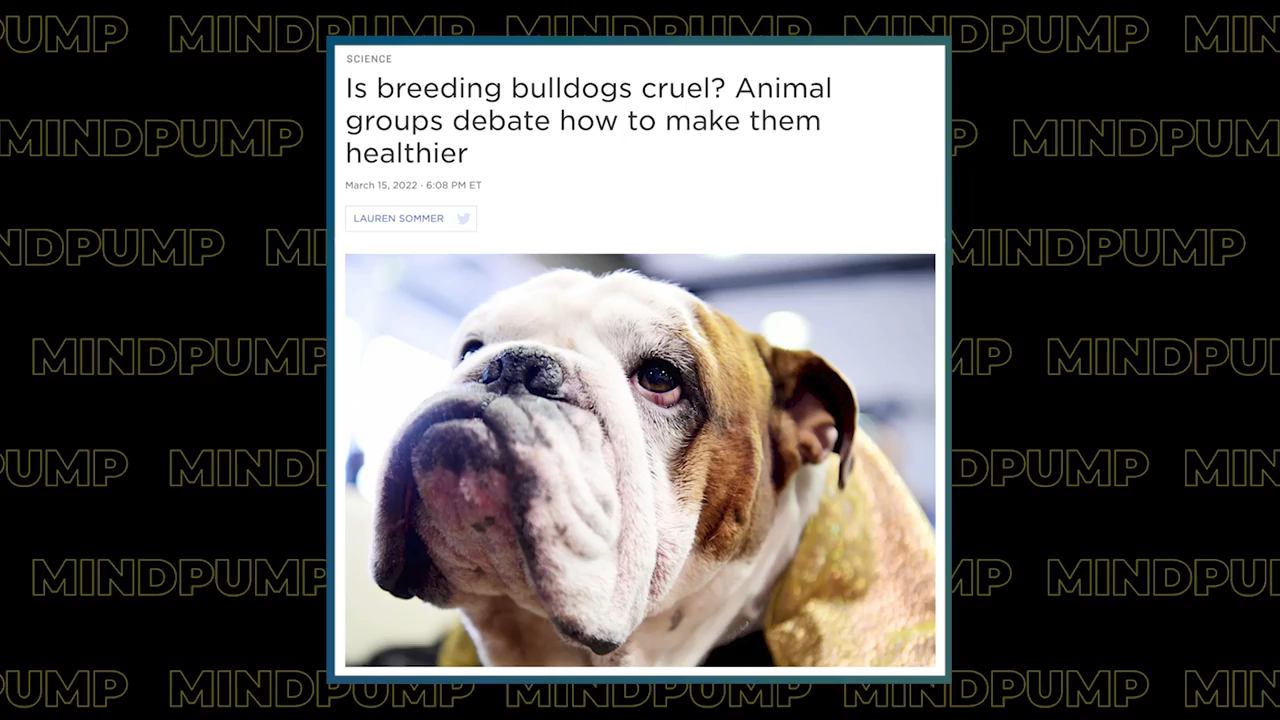 SCIENCE
Is breeding bulldogs cruel? Animal
groups debate how to make them
healthier
March 15, 2022 · 6:08 PM ET
LAUREN SOMMER
MINDPUMP